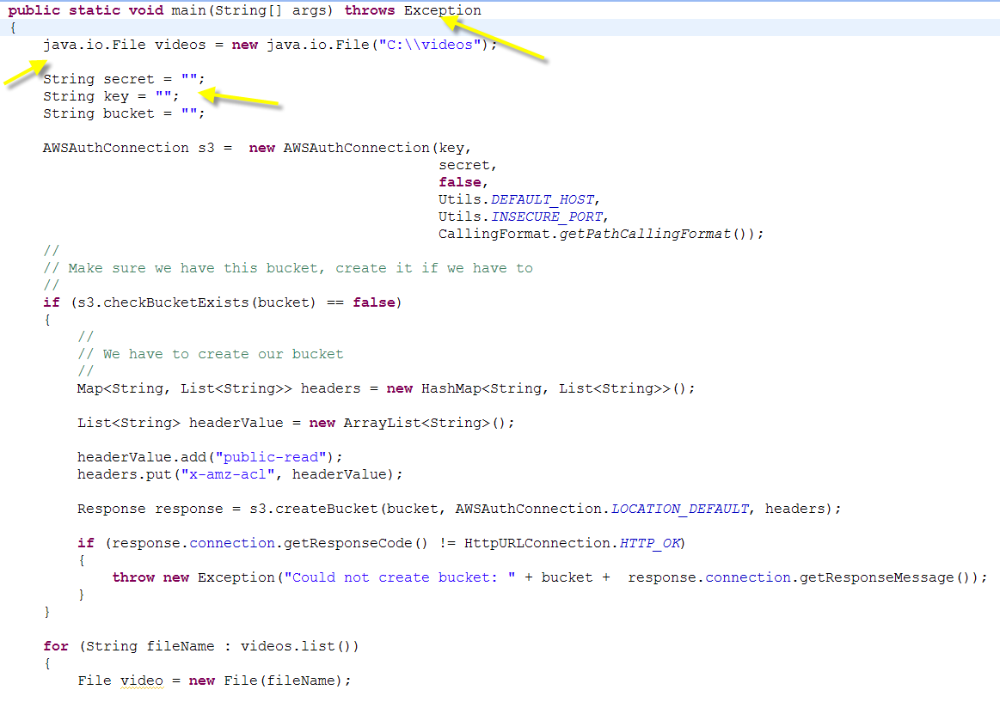 public static void main(String[] args) throws Exception
{
java.io.File videos = new java.io.File("C:\\videos");
String secret = "";
String key = "";
String bucket = "";
AWSAuthConnection s3 =  new AWSAuthConnection(key,
secret,
false,
Utils.DEFAULT_HOST,
Utils.INSECURE_PORT,
CallingFormat.getPathCallingFormat());
//
// Make sure we have this bucket, create it if we have to
//
if (s3.checkBucketExists(bucket) == false)
{
//
// We have to create our bucket
//
Map<String, List<String>> headers = new HashMap<String, List<String>>();
List<String> headerValue = new ArrayList<String>();
headerValue.add("public-read");
headers.put("x-amz-acl", headerValue);
Response response = s3.createBucket(bucket, AWSAuthConnection.LOCATION_DEFAULT, headers);
if (response.connection.getResponseCode() != HttpURLConnection.HTTP_OK)
{
throw new Exception("Could not create bucket: " + bucket +  response.connection.getResponseMessage());
}
}
for (String fileName : videos.list())
{
File video = new File(fileName);